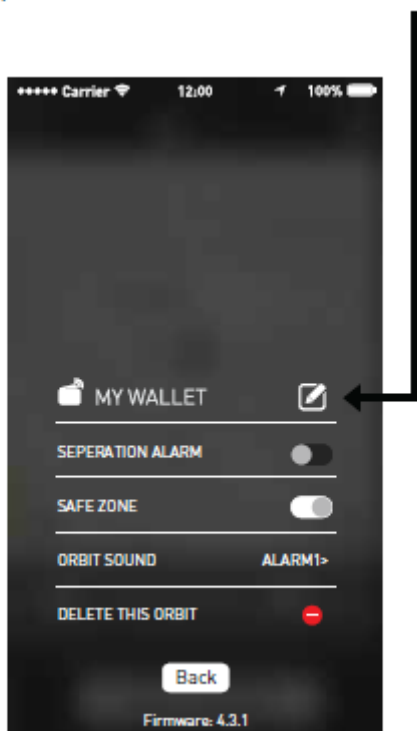 Carrier 12:00 100%
MY WALLET
SEPERATION ALARM
SAFE ZONE
ORBIT SOUND ALARM1>
DELETE THIS ORBIT
Back
Firmware: 4.3.1